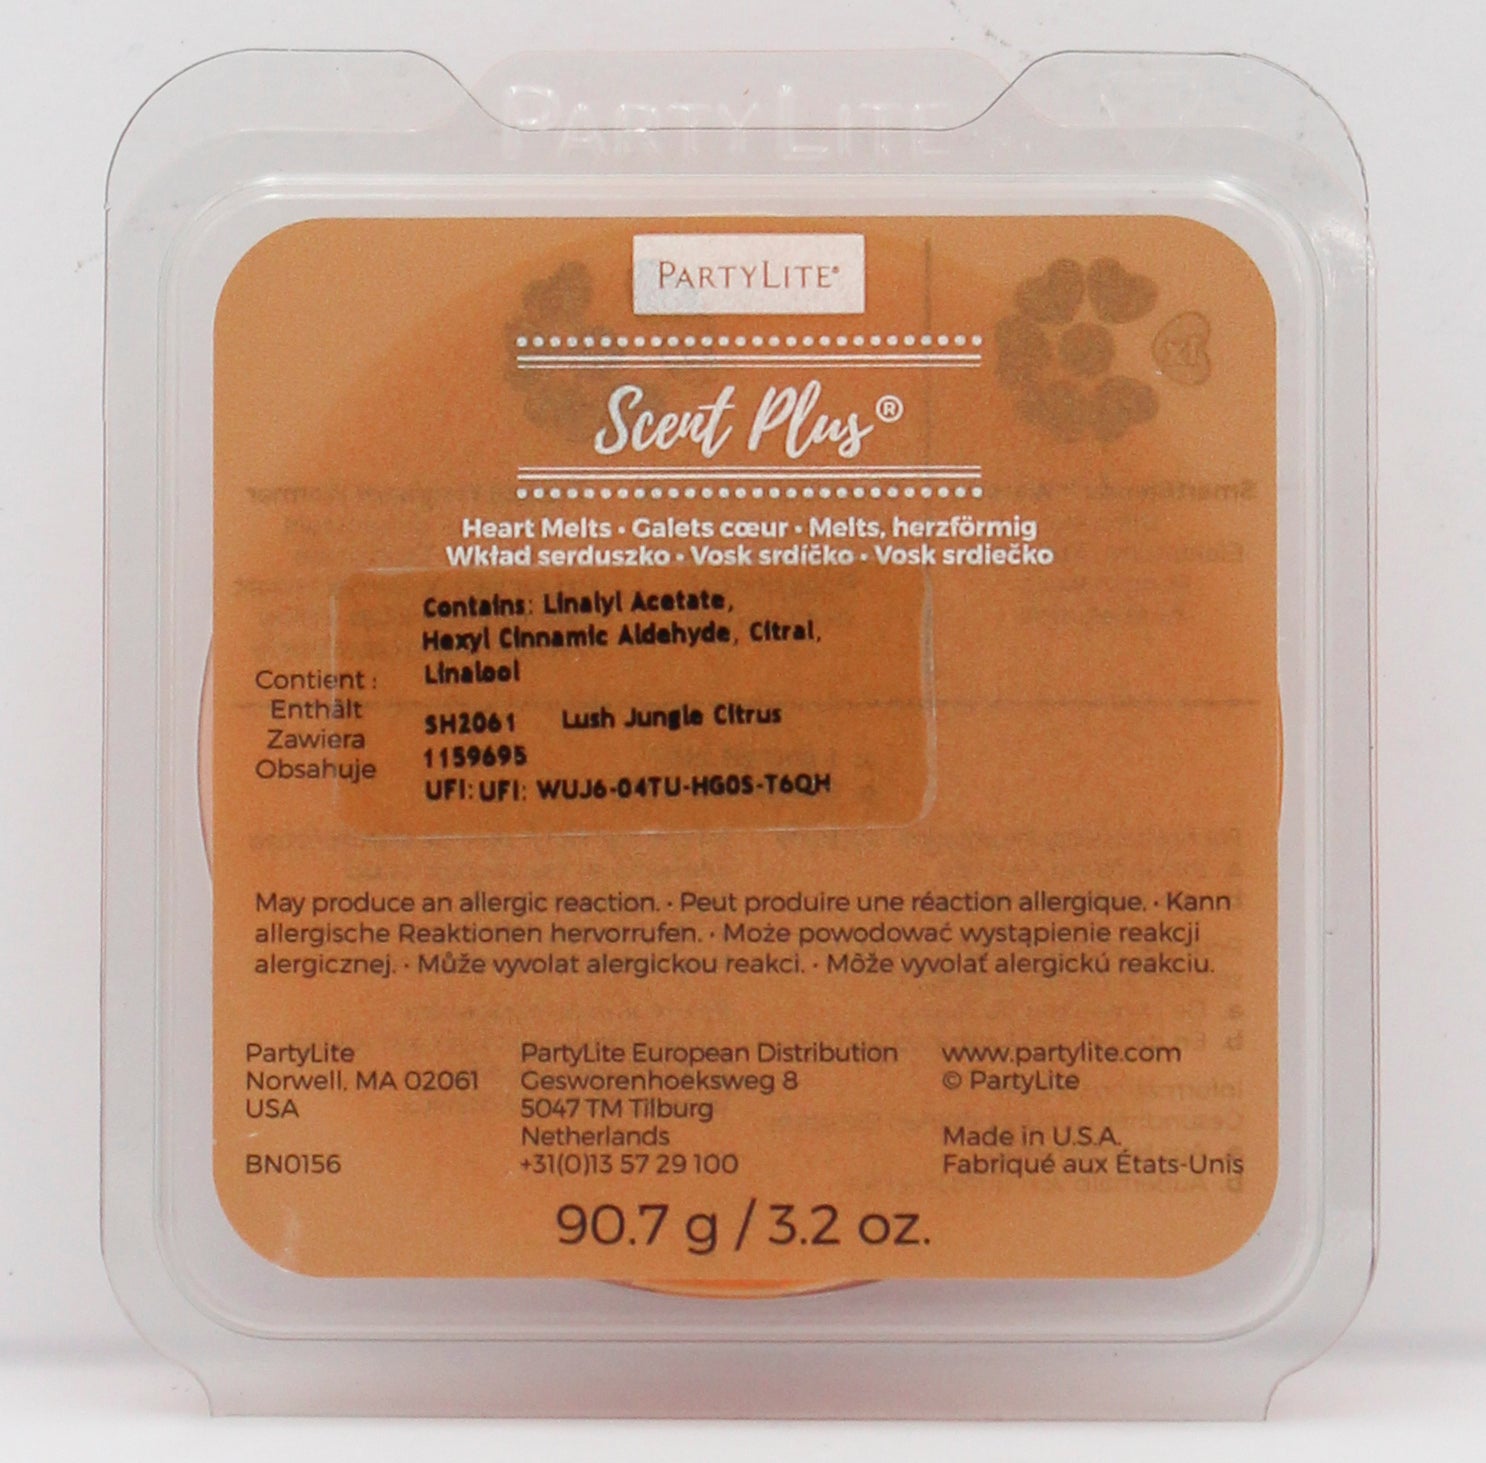 PARTYLITE
PARTYLITE®
Scent Plus®
Heart Melts • Galets cœur • Melts, herzförmig
Wkład serduszko • Vosk srdíčko • Vosk srdiečko
Contains: Linalyl Acetate,
Hexyl Cinnamic Aldehyde, Citral,
Linalool
Contient :
Enthält
Zawiera
Obsahuje
SH2061 Lush Jungle Citrus
1159695
UFI: UFI: WUJ6-04TU-HG0S-T6QH
May produce an allergic reaction. • Peut produire une réaction allergique. • Kann
allergische Reaktionen hervorrufen. • Może powodować wystąpienie reakcji
alergicznej. • Může vyvolat alergickou reakci. • Môže vyvolať alergickú reakciu.
PartyLite
Norwell, MA 02061
USA
BN0156
PartyLite European Distribution
Gesworenhoeksweg 8
5047 TM Tilburg
Netherlands
+31(0)13 57 29 100
www.partylite.com
© PartyLite
Made in U.S.A.
Fabriqué aux États-Unis
90.7 g / 3.2 oz.